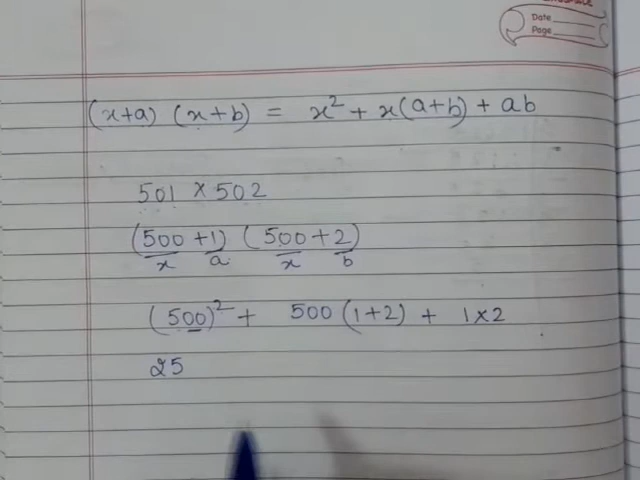 Date
Page
(x+a) (x+b) = x² + x(a+b) + ab
501 × 502
(500 + 1) (500 + 2)
x a x b
(500)² + 500 (1+2) + 1×2
25